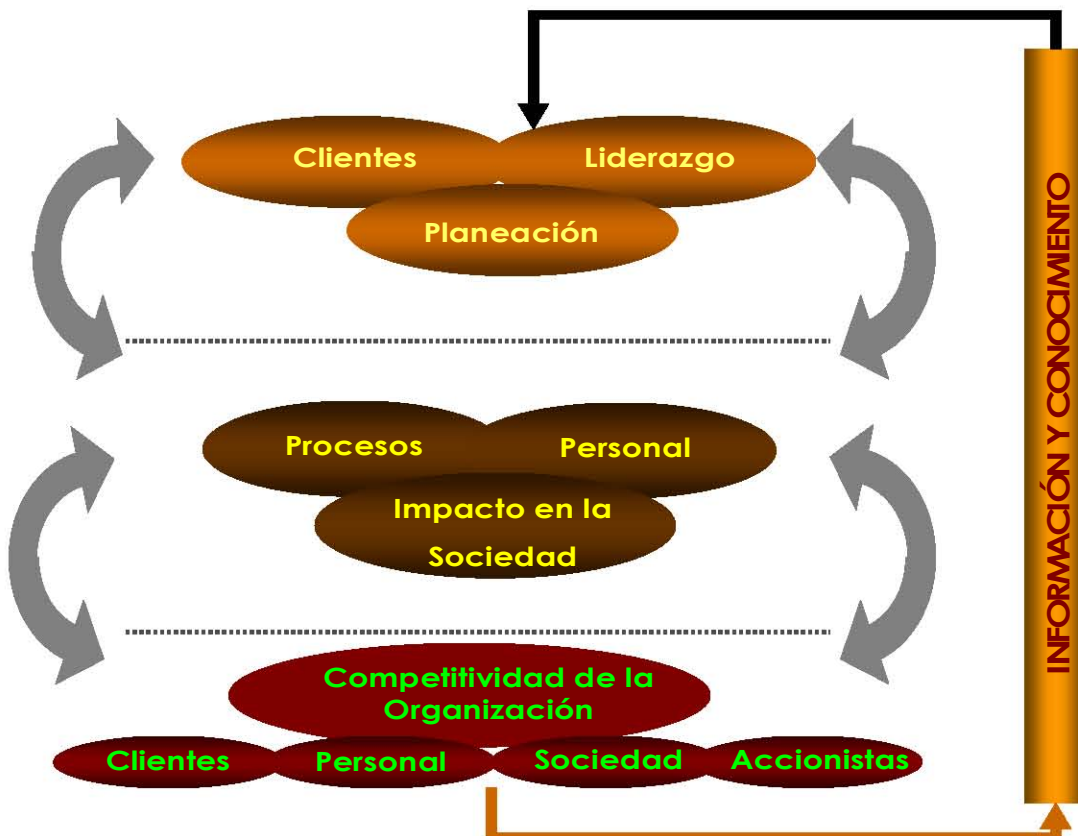 Clientes
Liderazgo
Planeación
Procesos
Personal
Impacto en la
Sociedad
Competitividad de la
Organización
Clientes
Personal
Sociedad
Accionistas
INFORMACIÓN Y CONOCIMIENTO